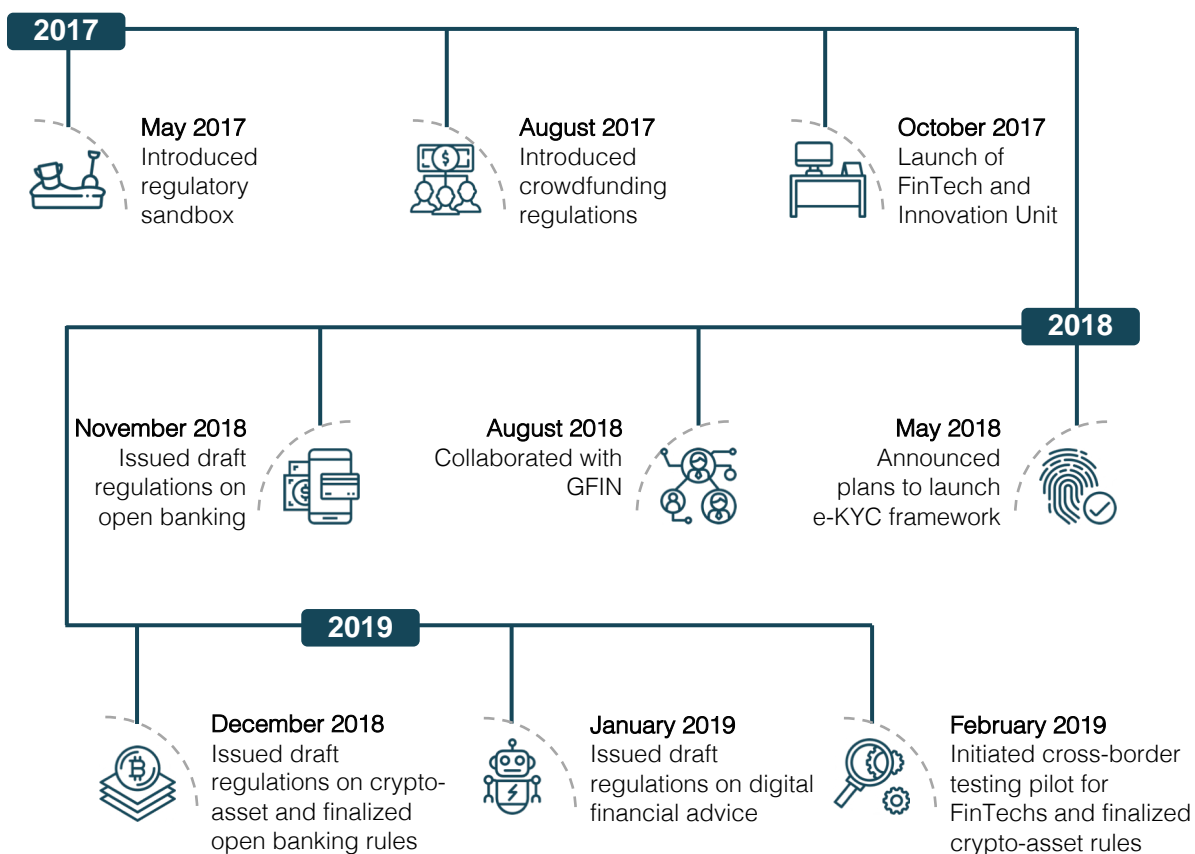 2017
May 2017
Introduced
regulatory
sandbox
August 2017
Introduced
crowdfunding
regulations
October 2017
Launch of
FinTech and
Innovation Unit
2018
May 2018
Announced
plans to launch
e-KYC framework
August 2018
Collaborated with
GFIN
November 2018
Issued draft
regulations on
open banking
2019
December 2018
Issued draft
regulations on crypto-
asset and finalized
open banking rules
January 2019
Issued draft
regulations on digital
financial advice
February 2019
Initiated cross-border
testing pilot for
FinTechs and finalized
crypto-asset rules